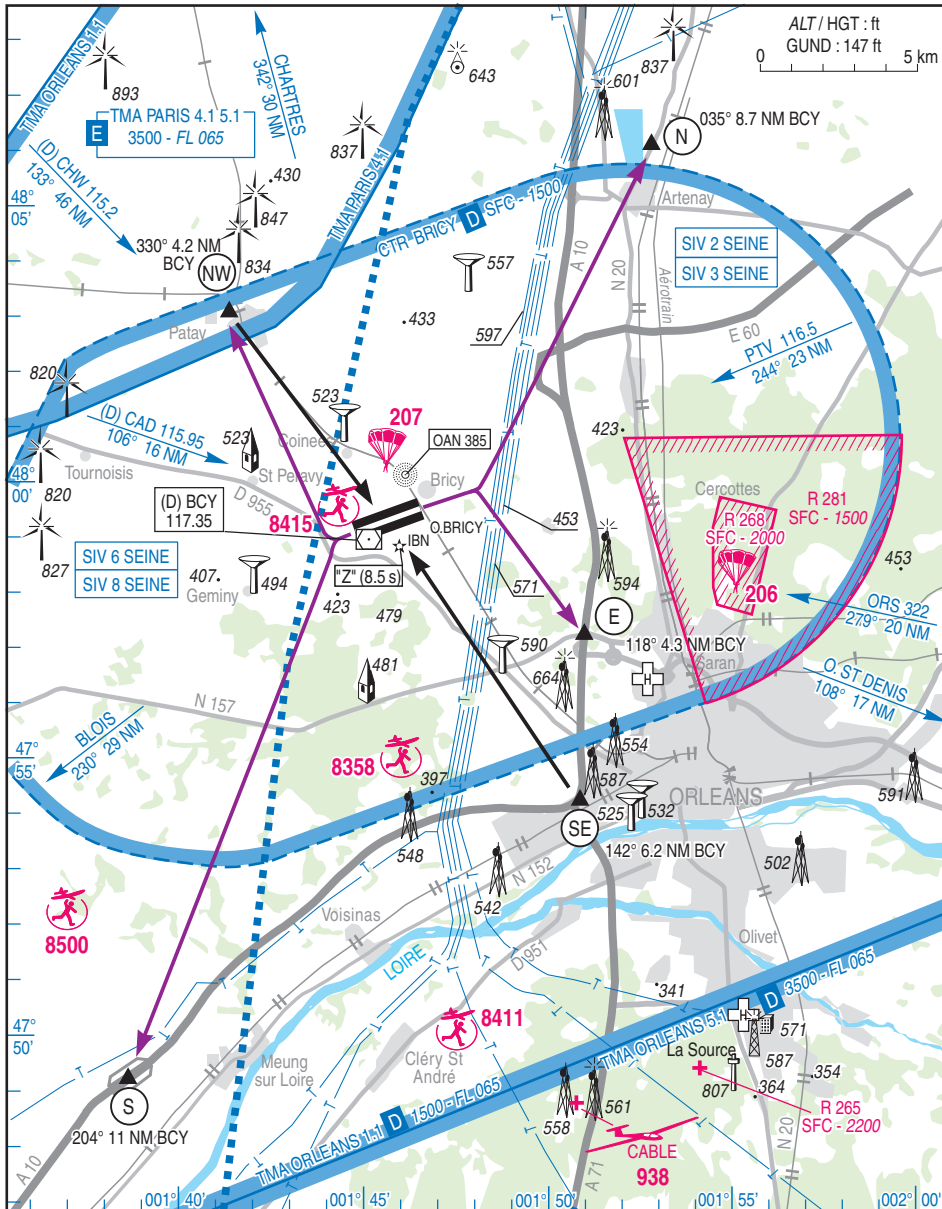 ALT / HGT : ft
GUND : 147 ft
0
5 km
TMA ORLEANS 1.1
893
CHARTRES
342° 30 NM
643
601
837
N
035° 8.7 NM BCY
E
TMA PARIS 4.1 5.1
3500 - FL 065
837
TMA PARIS 4.1
(D) CHW 115.2
133° 46 NM
430
847
48°
05'
330° 4.2 NM
BCY
NW
834
CTR BRICY D SFC - 1500
Artenay
A 10
N20
Aérotrain
SIV 2 SEINE
SIV 3 SEINE
557
433
597
E 60
Patay
PTV 116.5
244° 23 NM
820
523
207
(D) CAD 115.95
106° 16 NM
523
Coinces
OAN 385
423
Tournoisis
St Peravy
Bricy
48°
00'
820
D 955
(D) BCY
117.35
8415
O.BRICY
IBN
453
Cercottes
R 281
SFC - 1500
R 268
SFC - 2000
206
453
827
SIV 6 SEINE
SIV 8 SEINE
407
Geminy
494
"Z" (8.5 s)
423
479
571
594
E
118° 4.3 NM BCY
H
Saran
ORS 322
279° 20 NM
590
664
481
N 157
O. ST DENIS
108° 17 NM
BLOIS
230° 29 NM
47°
55'
8358
397
554
587
591
ORLEANS
525
532
548
SE
142° 6.2 NM BCY
542
N 152
502
8500
Voisinas
LOIRE
D 951
Olivet
341
8411
47°
50'
Meung
sur Loire
Cléry St
André
TMA ORLEANS 5.1 D 3500 - FL 065
H
571
La Source
587
354
807
364
S
204° 11 NM BCY
558
561
R 265
SFC - 2200
TMA ORLEANS 1.1 D 1500 - FL 065
CABLE
938
A 10
A 71
N 20
001° 40'
001° 45'
001° 50'
001° 55'
002° 00'